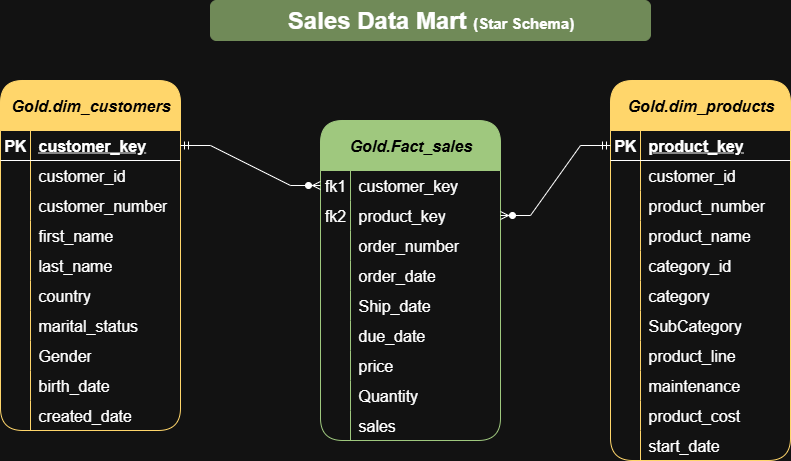 Sales Data Mart (Star Schema)
Gold.dim_customers
PK customer_key
customer_id
customer_number
first_name
last_name
country
marital_status
Gender
birth_date
created_date
Gold.Fact_sales
fk1 customer_key
fk2 product_key
order_number
order_date
Ship_date
due_date
price
Quantity
sales
Gold.dim_products
PK product_key
customer_id
product_number
product_name
category_id
category
SubCategory
product_line
maintenance
product_cost
start_date